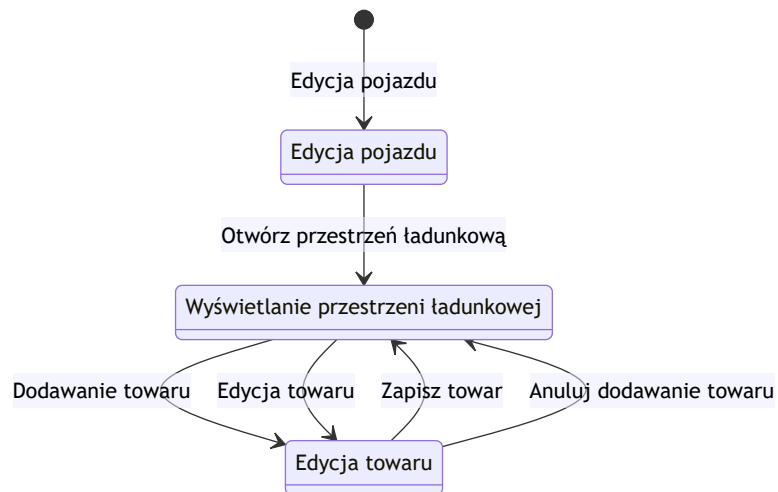 Edycja pojazdu
Edycja pojazdu
Otwórz przestrzeń ładunkową
Wyświetlanie przestrzeni ładunkowej
Dodawanie towaru
Edycja towaru
Zapisz towar
Anuluj dodawanie towaru
Edycja towaru